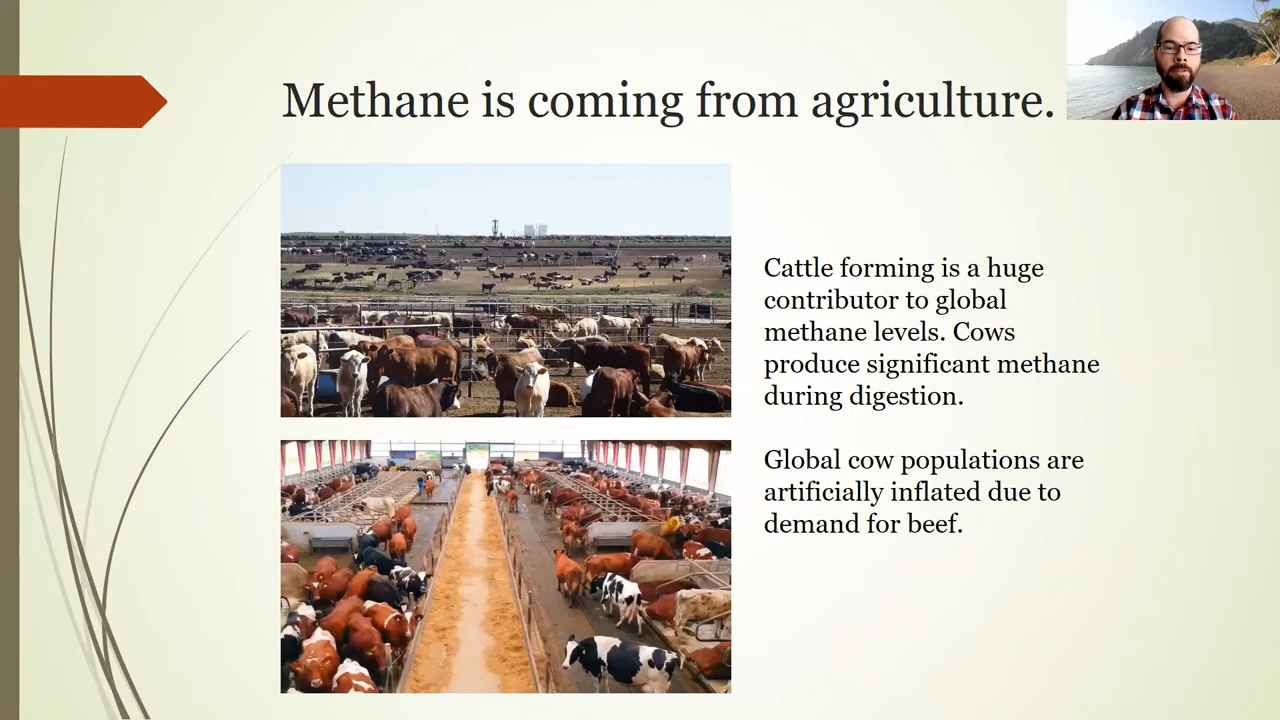 Methane is coming from agriculture.
Cattle forming is a huge
contributor to global
methane levels. Cows
produce significant methane
during digestion.
Global cow populations are
artificially inflated due to
demand for beef.